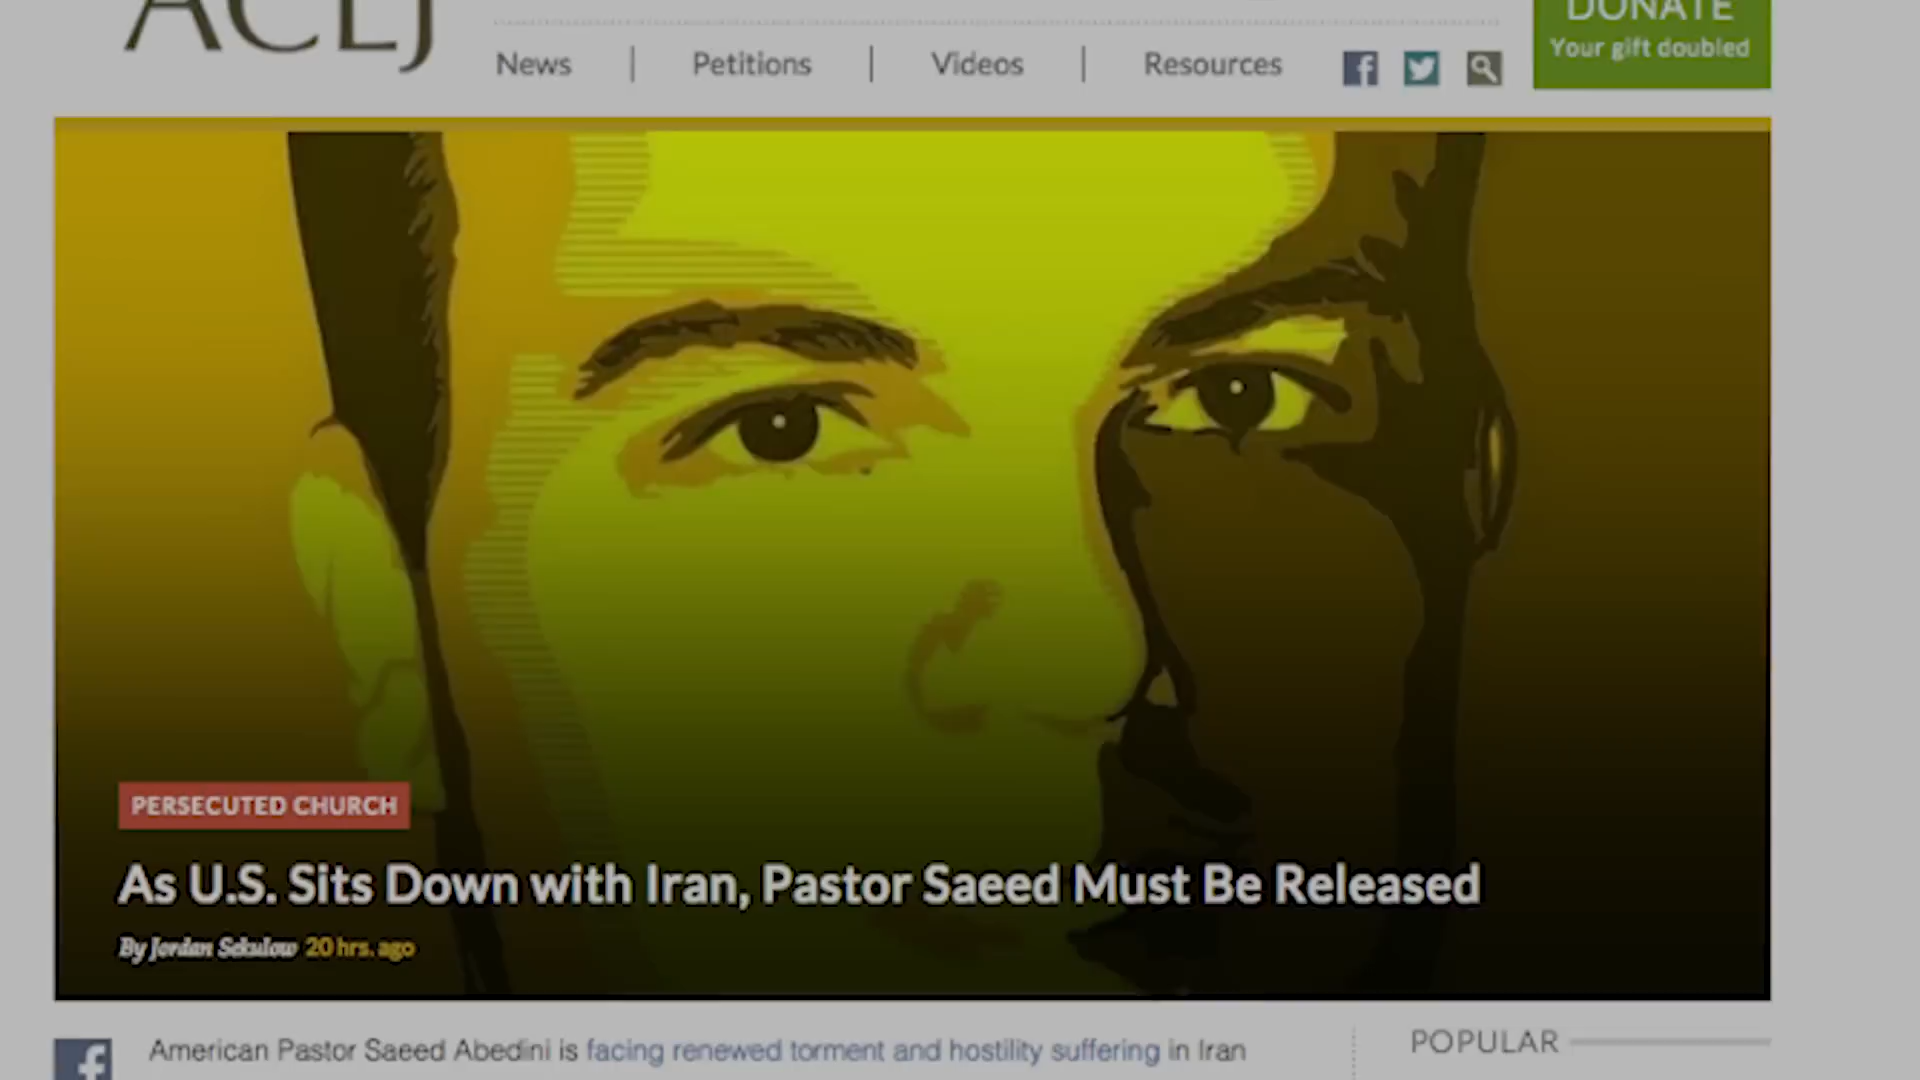 ACLJ
DONATE
Your gift doubled
News
Petitions
Videos
Resources
PERSECUTED CHURCH
As U.S. Sits Down with Iran, Pastor Saeed Must Be Released
By Jordan Sekulow 20 hrs. ago
American Pastor Saeed Abedini is facing renewed torment and hostility suffering in Iran
POPULAR